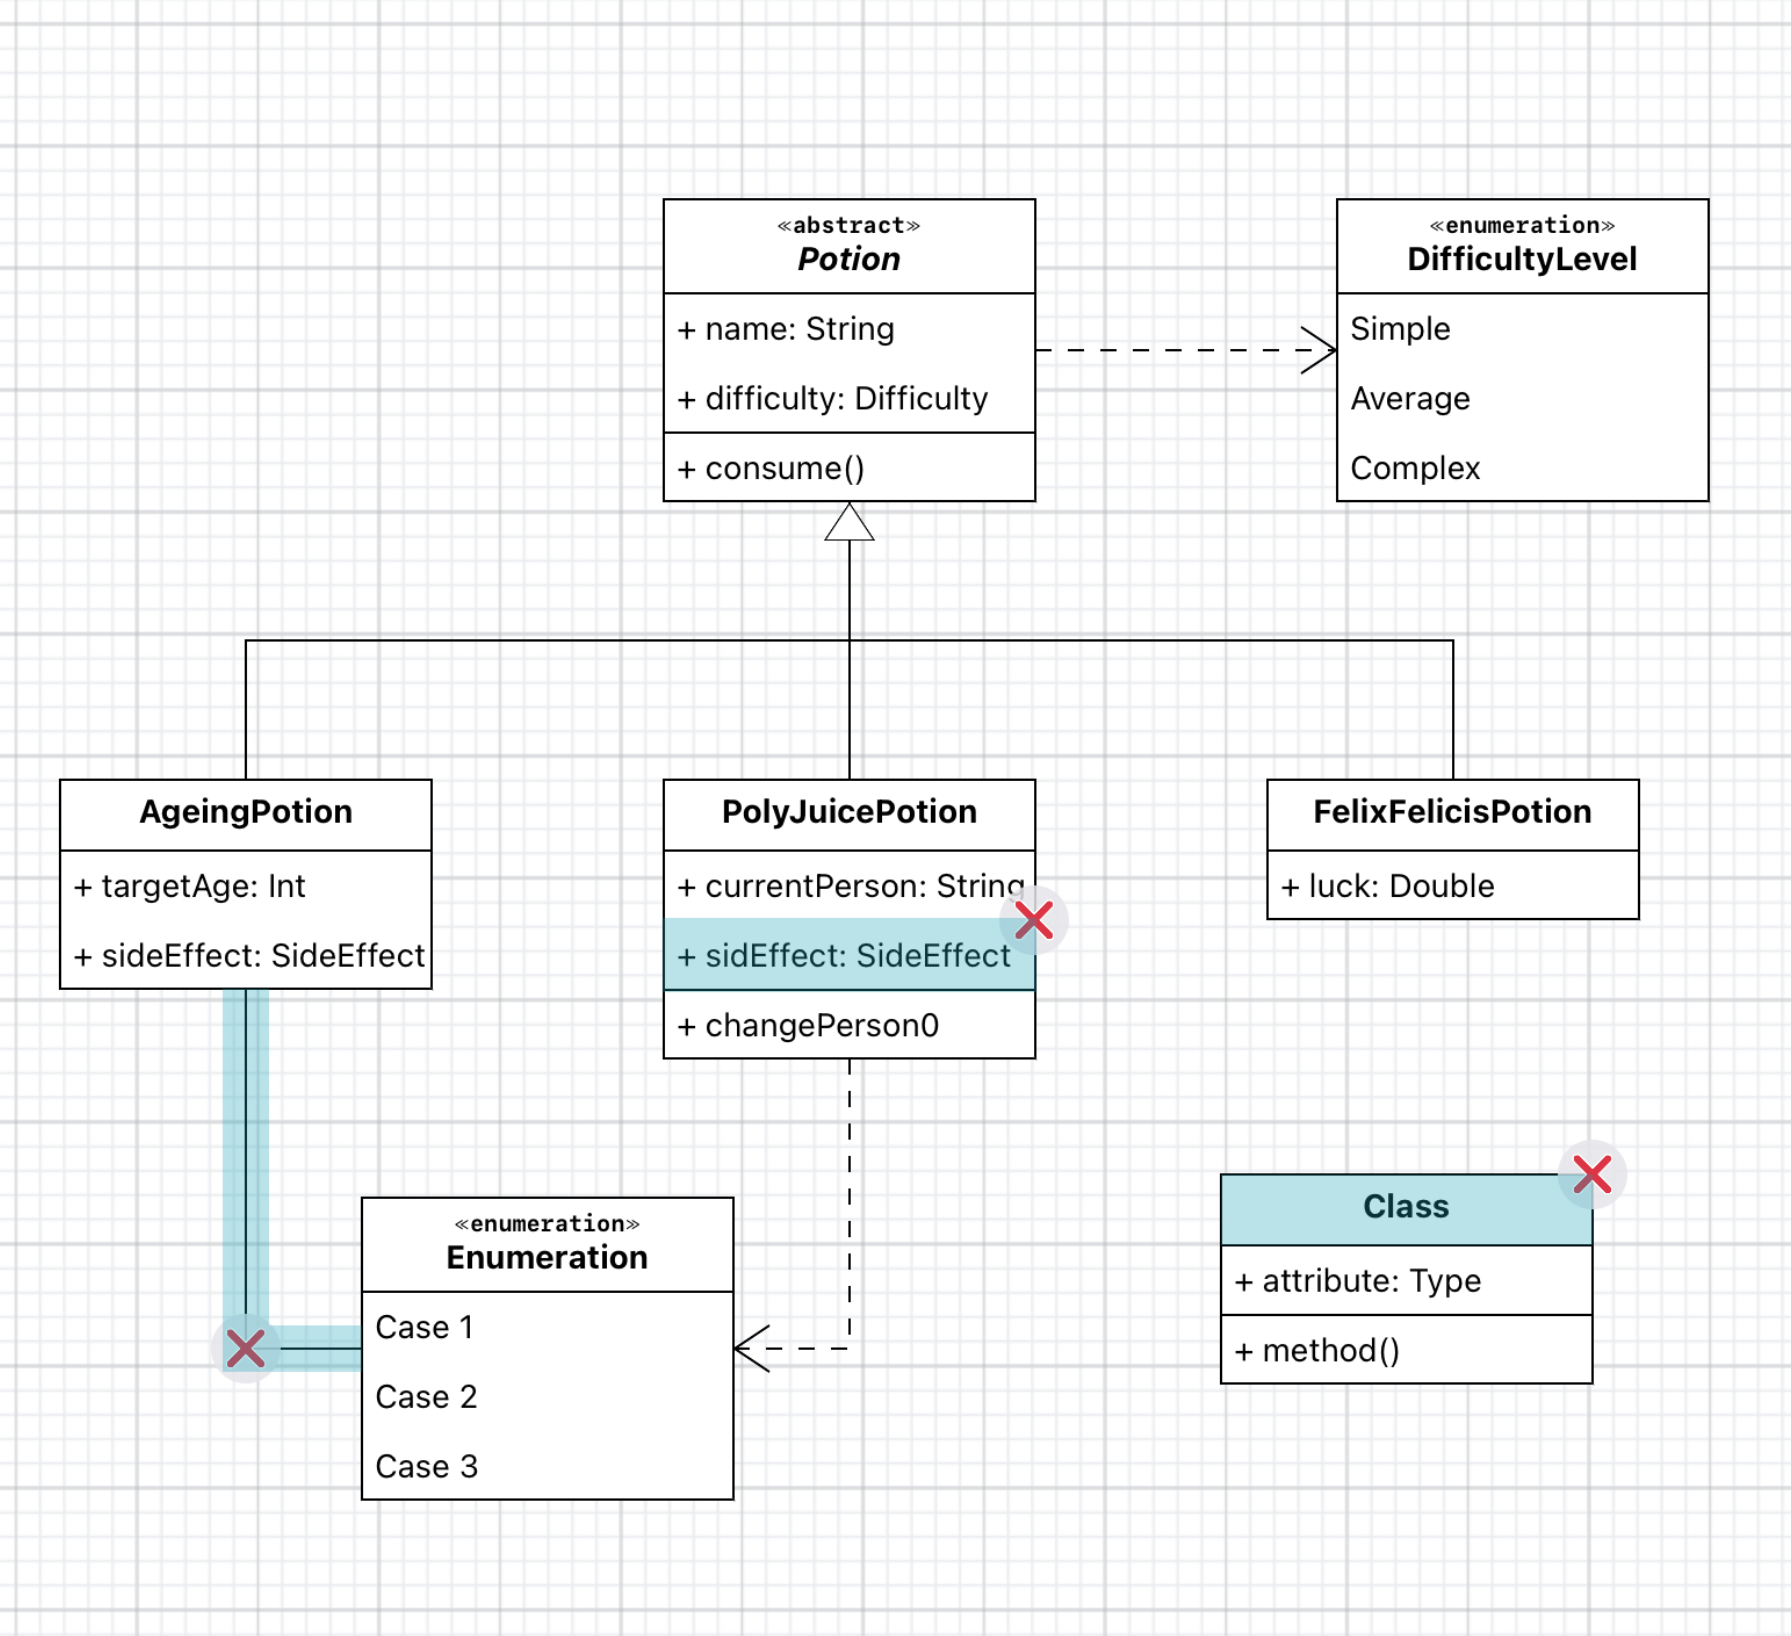 «abstract»
Potion
+ name: String
+ difficulty: Difficulty
+ consume()
«enumeration»
DifficultyLevel
Simple
Average
Complex
AgeingPotion
+ targetAge: Int
+ sideEffect: SideEffect
PolyJuicePotion
+ currentPerson: String
+ sidEffect: SideEffect
+ changePerson0
FelixFelicisPotion
+ luck: Double
«enumeration»
Enumeration
Case 1
Case 2
Case 3
Class
+ attribute: Type
+ method()